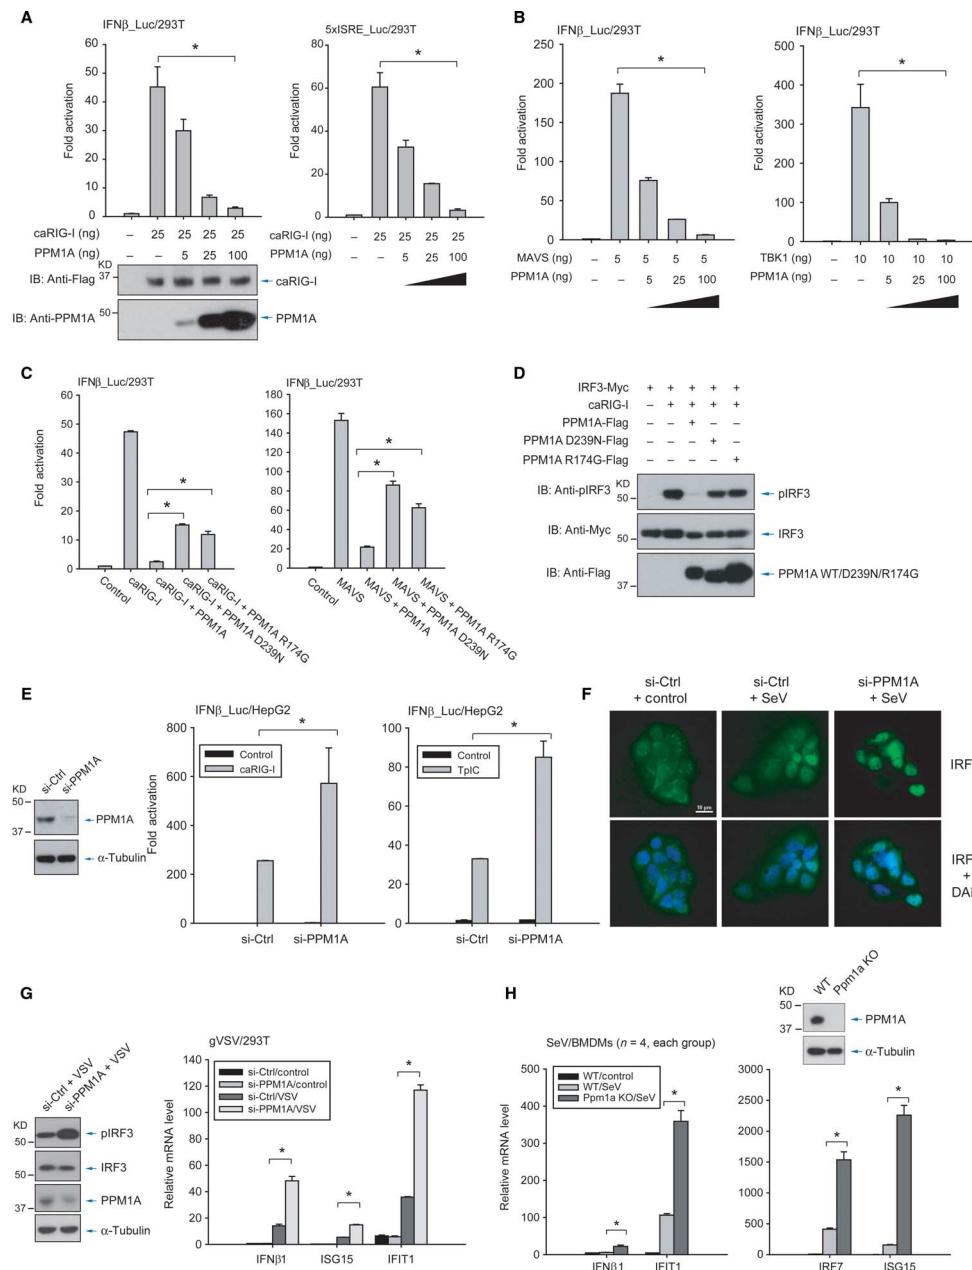 A
IFNβ_Luc/293T
Fold activation
60
50
40
30
20
10
0
*
caRIG-I (ng) – 25 25 25 25
PPM1A (ng) – – 5 25 100
KD
37
IB: Anti-Flag
caRIG-I
50
IB: Anti-PPM1A
PPM1A
5xISRE_Luc/293T
Fold activation
80
60
40
20
0
*
caRIG-I (ng) – 25 25 25 25
PPM1A (ng) – – 5 25 100
B
IFNβ_Luc/293T
Fold activation
250
200
150
100
50
0
*
MAVS (ng) – 5 5 5 5
PPM1A (ng) – – 5 25 100
IFNβ_Luc/293T
Fold activation
500
400
300
200
100
0
*
TBK1 (ng) – 10 10 10 10
PPM1A (ng) – – 5 25 100
C
IFNβ_Luc/293T
Fold activation
60
50
40
30
20
10
0
*
*
Control
caRIG-I
caRIG-I + PPM1A
caRIG-I + PPM1A D239N
caRIG-I + PPM1A R174G
IFNβ_Luc/293T
180
160
140
120
100
80
60
40
20
0
*
*
Control
MAVS
MAVS + PPM1A
MAVS + PPM1A D239N
MAVS + PPM1A R174G
D
IRF3-Myc + + + + +
caRIG-I – + + + +
PPM1A-Flag – – + – –
PPM1A D239N-Flag – – – + –
PPM1A R174G-Flag – – – – +
KD
IB: Anti-pIRF3
50
pIRF3
IB: Anti-Myc
50
IRF3
IB: Anti-Flag
37
PPM1A WT/D239N/R174G
E
si-Ctrl
si-PPM1A
KD
50
37
PPM1A
α-Tubulin
IFNβ_Luc/HepG2
Fold activation
800
600
400
200
0
*
Control
caRIG-I
si-Ctrl si-PPM1A
IFNβ_Luc/HepG2
100
80
60
40
20
0
*
Control
TpIC
si-Ctrl si-PPM1A
F
si-Ctrl
+ control
si-Ctrl
+ SeV
si-PPM1A
+ SeV
10 μm
IRF
IRF
+
DA
G
si-Ctrl + VSV
si-PPM1A + VSV
KD
50
pIRF3
50
IRF3
37
PPM1A
α-Tubulin
gVSV/293T
Relative mRNA level
140
120
100
80
60
40
20
0
si-Ctrl/control
si-PPM1A/control
si-Ctrl/VSV
si-PPM1A/VSV
*
*
*
IFNβ1 ISG15 IFIT1
H
SeV/BMDMs (n = 4, each group)
Relative mRNA level
500
400
300
200
100
0
WT/control
WT/SeV
Ppm1a KO/SeV
*
*
IFNβ1 IFIT1
WT
Ppm1a KO
KD
50
37
PPM1A
α-Tubulin
3000
2500
2000
1500
1000
500
0
*
*
IRF7 ISG15